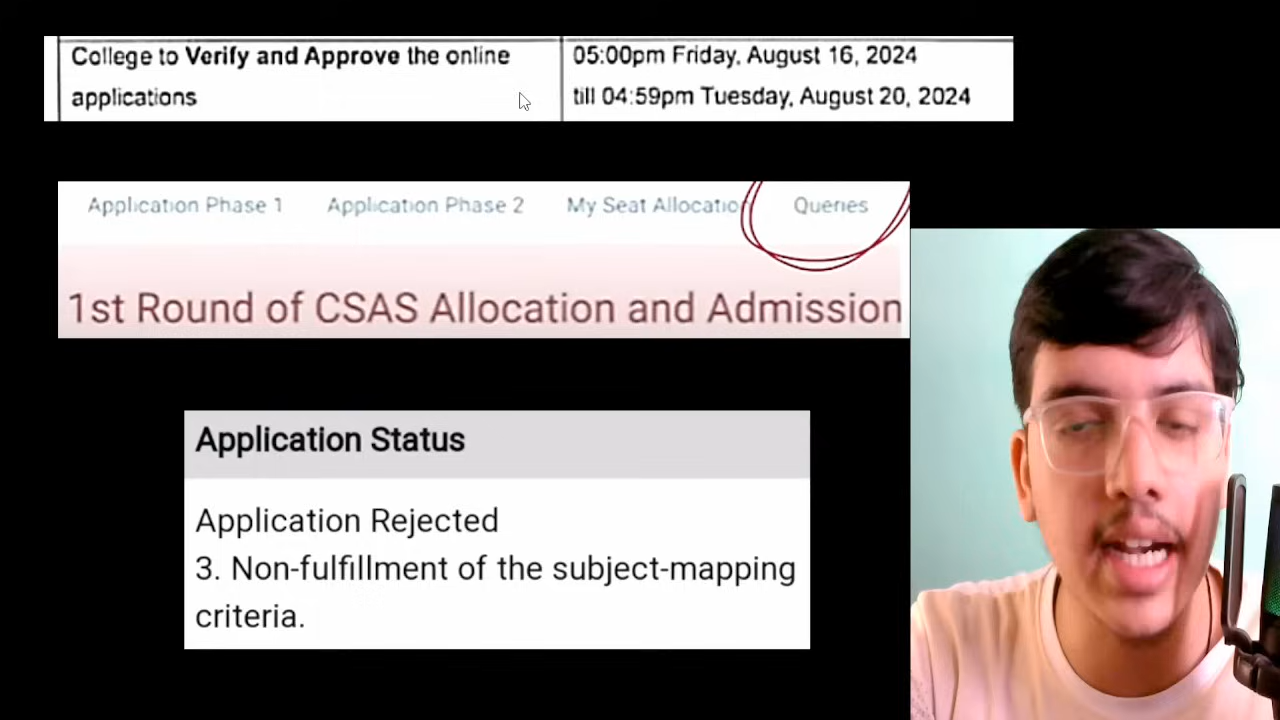 College to Verify and Approve the online
applications
05:00pm Friday, August 16, 2024
till 04:59pm Tuesday, August 20, 2024
Application Phase 1 Application Phase 2 My Seat Allocation Queries
1st Round of CSAS Allocation and Admission
Application Status
Application Rejected
3. Non-fulfillment of the subject-mapping
criteria.